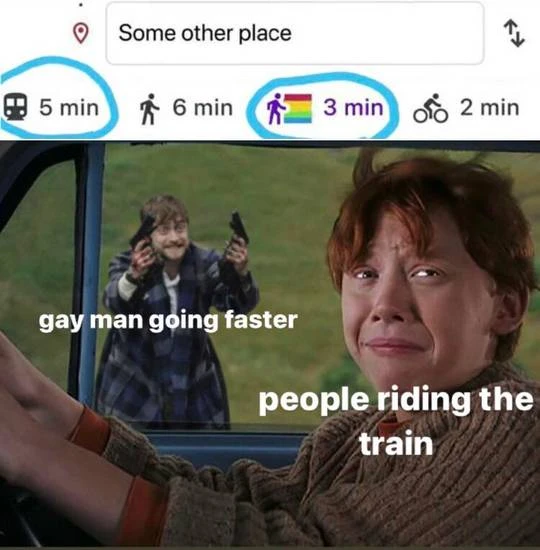 Some other place
5 min 6 min 3 min 2 min
gay man going faster
people riding the
train